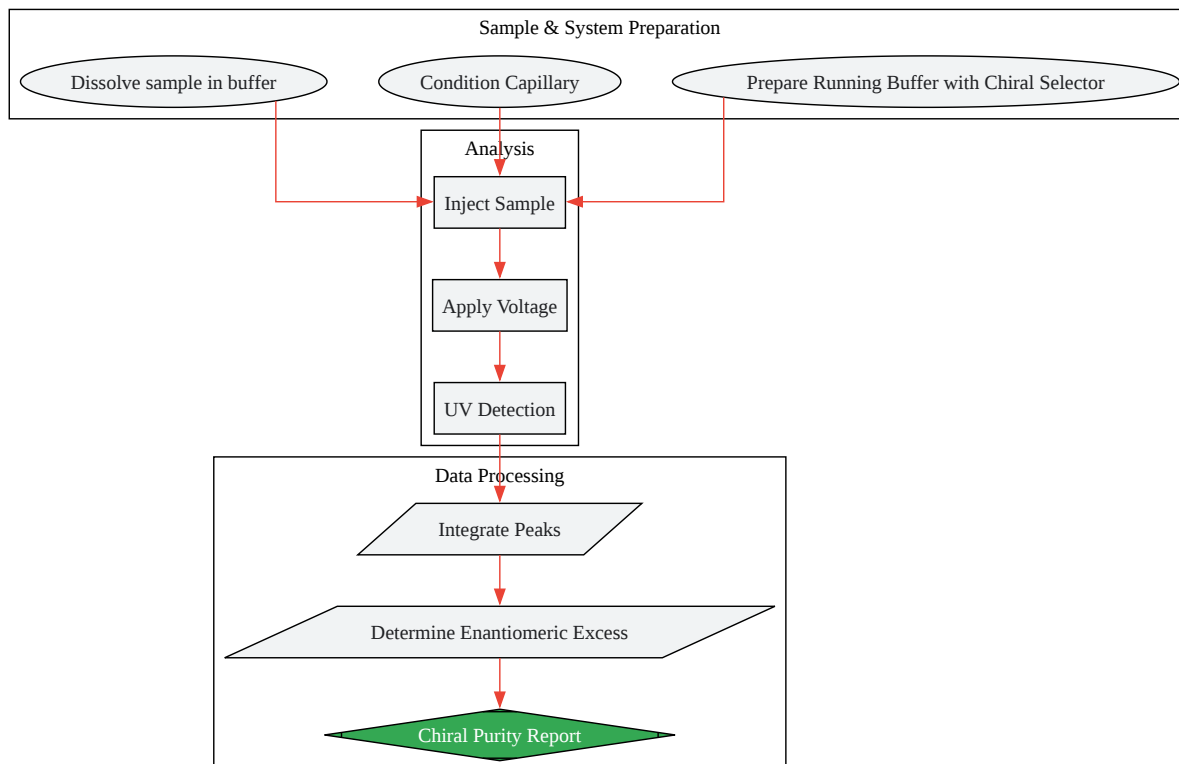 Sample & System Preparation
Dissolve sample in buffer
Condition Capillary
Prepare Running Buffer with Chiral Selector
Analysis
Inject Sample
Apply Voltage
UV Detection
Data Processing
Integrate Peaks
Determine Enantiomeric Excess
Chiral Purity Report